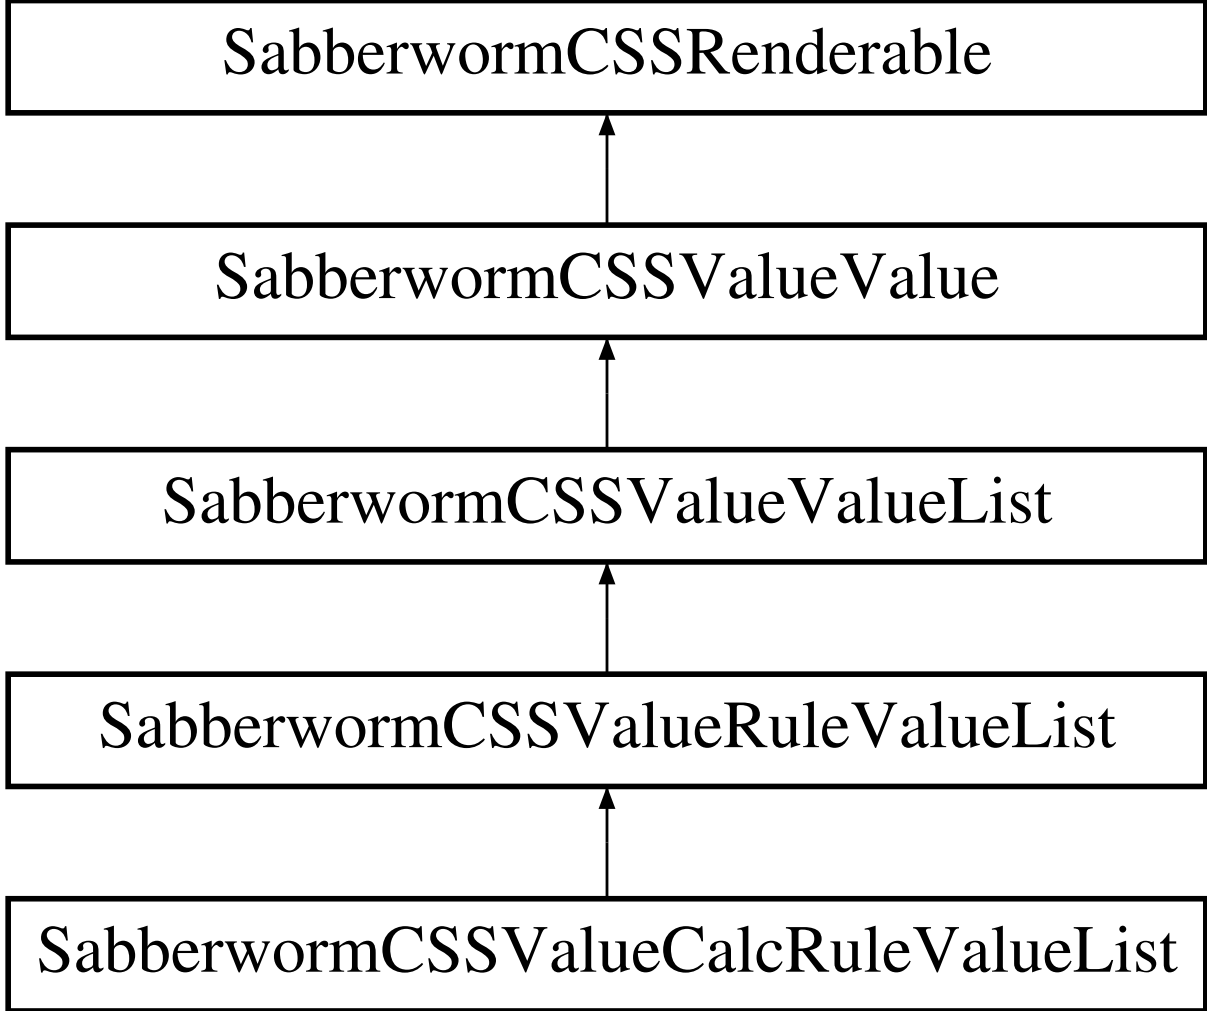 SabberwormCSSRenderable
SabberwormCSSValueValue
SabberwormCSSValueValueList
SabberwormCSSValueRuleValueList
SabberwormCSSValueCalcRuleValueList